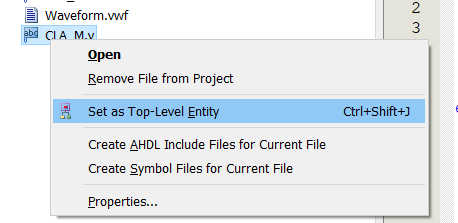 Waveform.vwf
CLA_M.v
Open
Remove File from Project
Set as Top-Level Entity Ctrl+Shift+J
Create AHDL Include Files for Current File
Create Symbol Files for Current File
Properties...
2
3